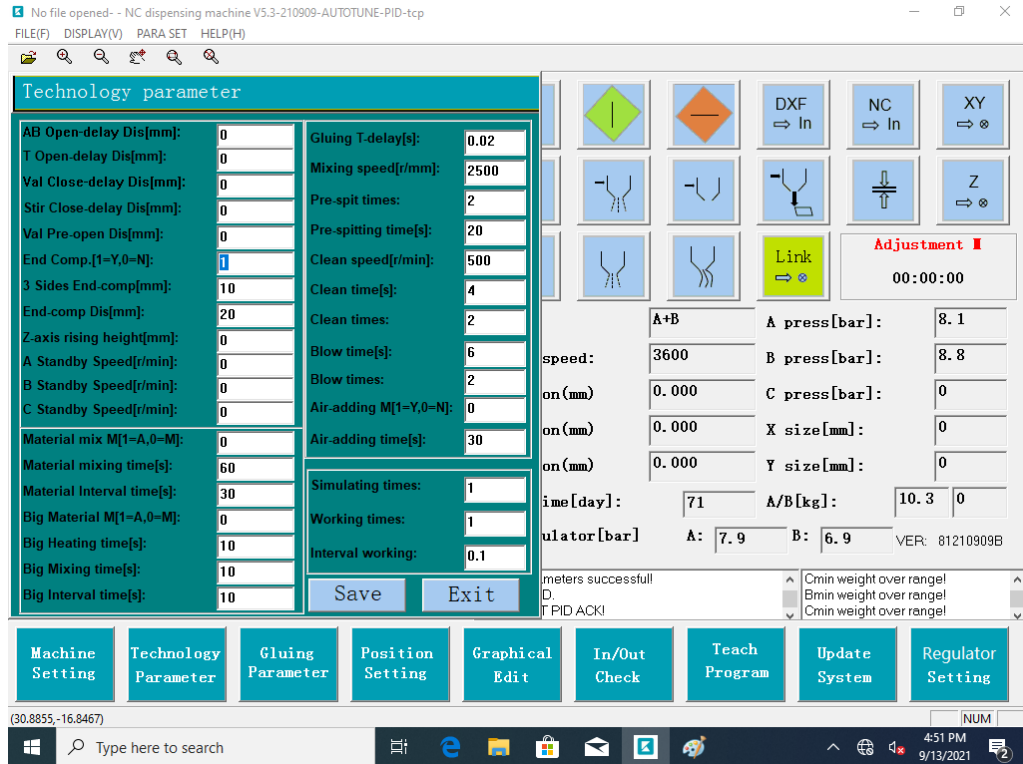 No file opened- - NC dispensing machine V5.3-210909-AUTOTUNE-PID-tcp
FILE(F) DISPLAY(V) PARA SET HELP(H)
Technology parameter
AB Open-delay Dis[mm]: 0
T Open-delay Dis[mm]: 0
Val Close-delay Dis[mm]: 0
Stir Close-delay Dis[mm]: 0
Val Pre-open Dis[mm]: 0
End Comp.[1=Y,0=N]: 1
3 Sides End-comp[mm]: 10
End-comp Dis[mm]: 20
Z-axis rising height[mm]: 0
A Standby Speed[r/min]: 0
B Standby Speed[r/min]: 0
C Standby Speed[r/min]: 0
Material mix M[1=A,0=M]: 0
Material mixing time[s]: 60
Material Interval time[s]: 30
Big Material M[1=A,0=M]: 0
Big Heating time[s]: 10
Big Mixing time[s]: 10
Big Interval time[s]: 10
Gluing T-delay[s]: 0.02
Mixing speed[r/mm]: 2500
Pre-spit times: 2
Pre-spitting time[s]: 20
Clean speed[r/min]: 500
Clean time[s]: 4
Clean times: 2
Blow time[s]: 6
Blow times: 2
Air-adding M[1=Y,0=N]: 0
Air-adding time[s]: 30
Simulating times: 1
Working times: 1
Interval working: 0.1
Save Exit
DXF
⇨ In
NC
⇨ In
XY
⇨ ⊗
Z
⇨ ⊗
Link
⇨ ⊗
Adjustment
00:00:00
A+B A press[bar]: 8.1
speed: 3600 B press[bar]: 8.8
on(mm) 0.000 C press[bar]: 0
on(mm) 0.000 X size[mm]: 0
on(mm) 0.000 Y size[mm]: 0
ime[day]: 71 A/B[kg]: 10.3 0
ulator[bar] A: 7.9 B: 6.9 VER: 81210909B
meters successful!
D.
T PID ACK!
Cmin weight over range!
Bmin weight over range!
Cmin weight over range!
Machine
Setting
Technology
Parameter
Gluing
Parameter
Position
Setting
Graphical
Edit
In/Out
Check
Teach
Program
Update
System
Regulator
Setting
(30.8855,-16.8467) NUM
Type here to search
4:51 PM
9/13/2021
2